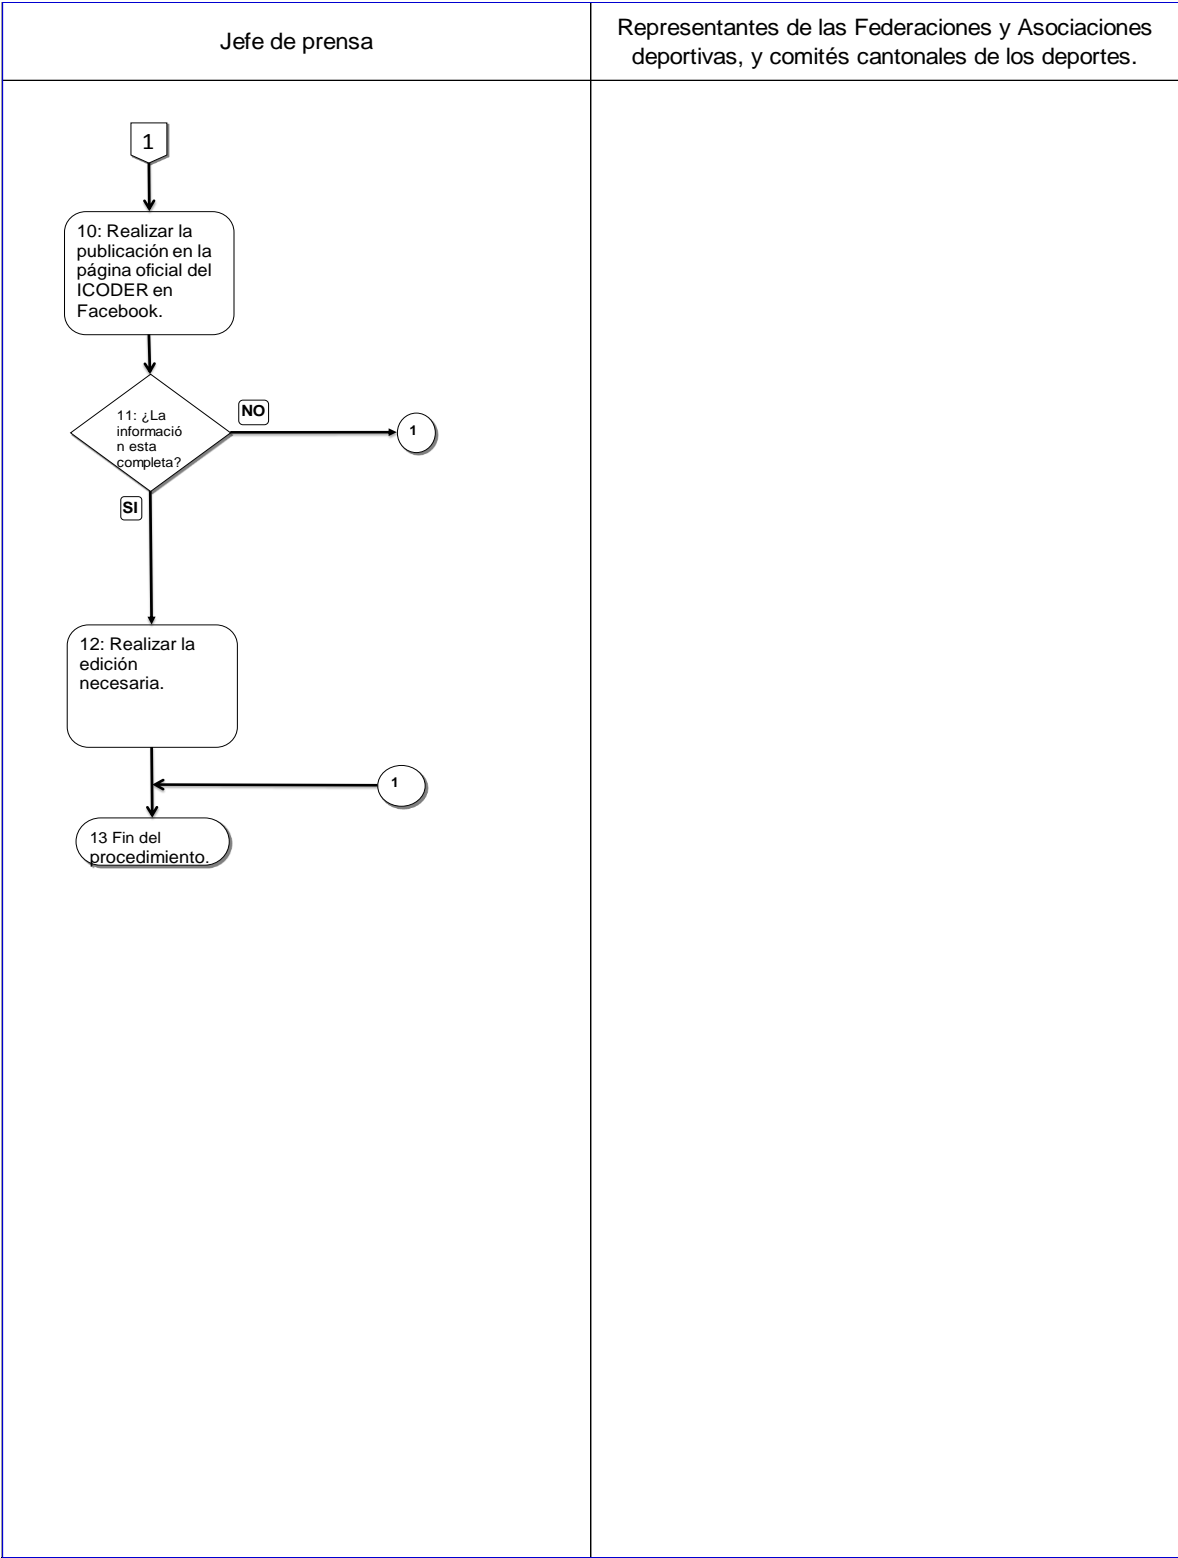 Jefe de prensa
Representantes de las Federaciones y Asociaciones
deportivas, y comités cantonales de los deportes.
1
10: Realizar la
publicación en la
página oficial del
ICODER en
Facebook.
11: ¿La
informació
n esta
completa?
NO
1
SI
12: Realizar la
edición
necesaria.
1
13 Fin del
procedimiento.